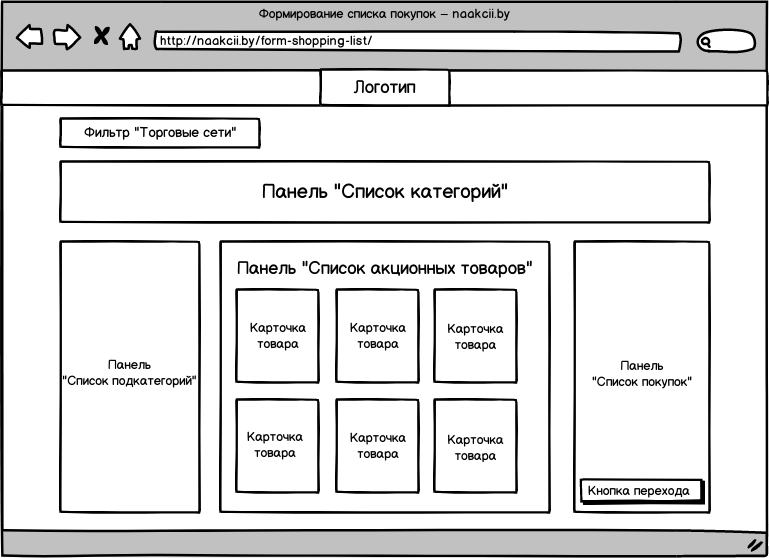 Формирование списка покупок – naakcii.by
http://naakcii.by/form-shopping-list/
Логотип
Фильтр "Торговые сети"
Панель "Список категорий"
Панель
"Список подкатегорий"
Панель "Список акционных товаров"
Карточка
товара
Карточка
товара
Карточка
товара
Карточка
товара
Карточка
товара
Карточка
товара
Панель
"Список покупок"
Кнопка перехода